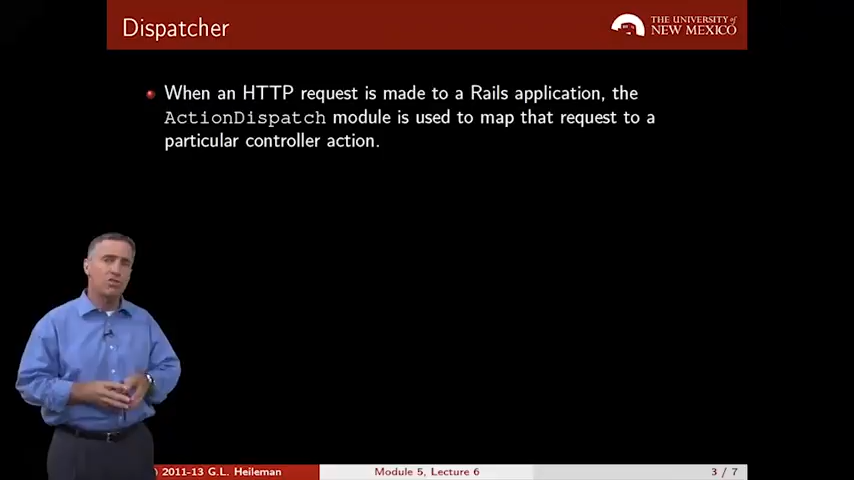 Dispatcher
THE UNIVERSITY of
NEW MEXICO
When an HTTP request is made to a Rails application, the
ActionDispatch module is used to map that request to a
particular controller action.
2011-13 G.L. Heileman
Module 5, Lecture 6
3 / 7